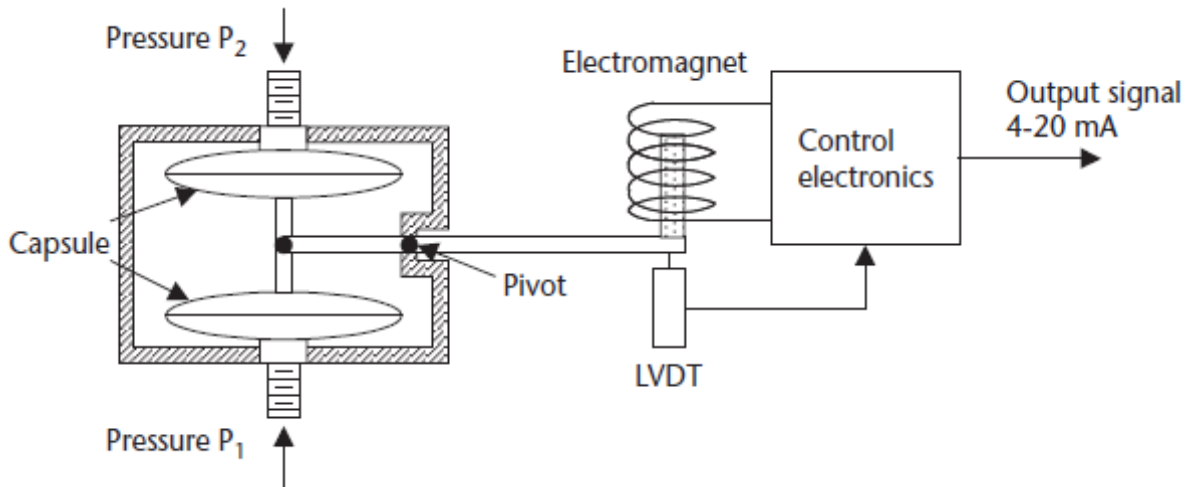 Pressure P₂
Electromagnet
Output signal
4-20 mA
Control
electronics
Capsule
Pivot
LVDT
Pressure P₁